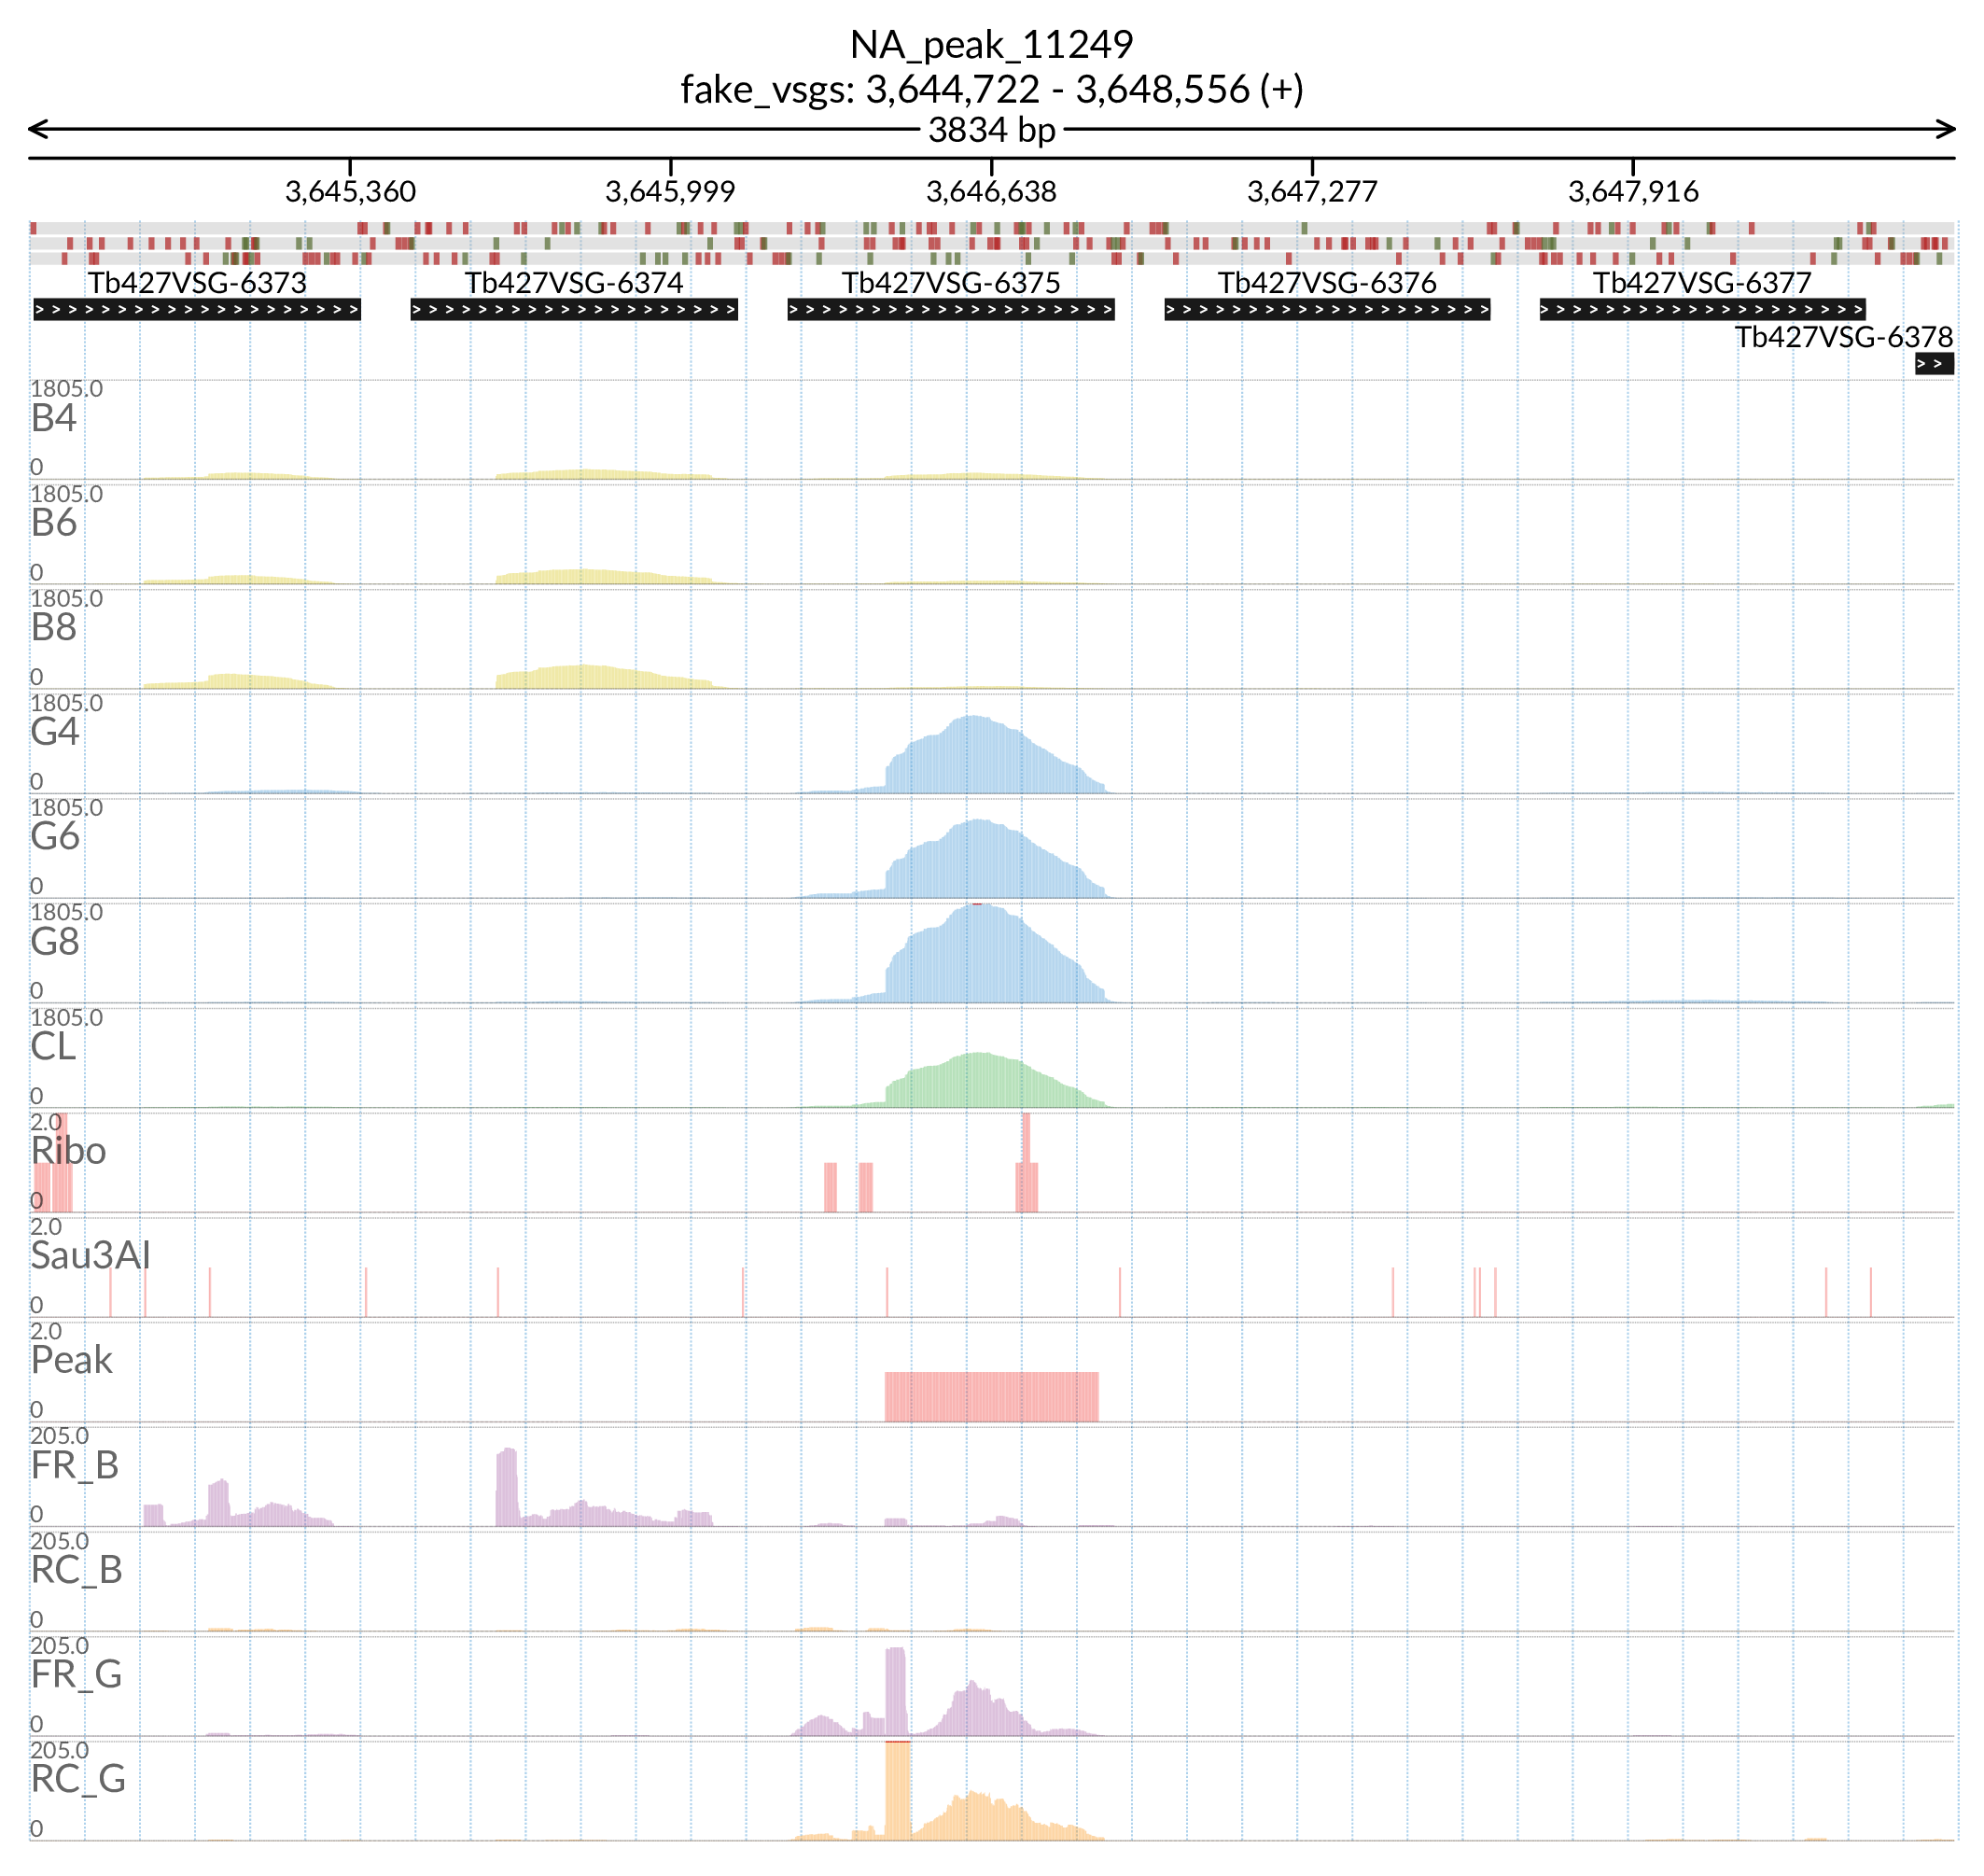 NA_peak_11249
fake_vsgs: 3,644,722 - 3,648,556 (+)
3834 bp
3,645,360 3,645,999 3,646,638 3,647,277 3,647,916
Tb427VSG-6373 Tb427VSG-6374 Tb427VSG-6375 Tb427VSG-6376 Tb427VSG-6377
Tb427VSG-6378
1805.0
B4
0
1805.0
B6
0
1805.0
B8
0
1805.0
G4
0
1805.0
G6
0
1805.0
G8
0
1805.0
CL
0
2.0
Ribo
0
2.0
Sau3AI
0
2.0
Peak
0
205.0
FR_B
0
205.0
RC_B
0
205.0
FR_G
0
205.0
RC_G
0